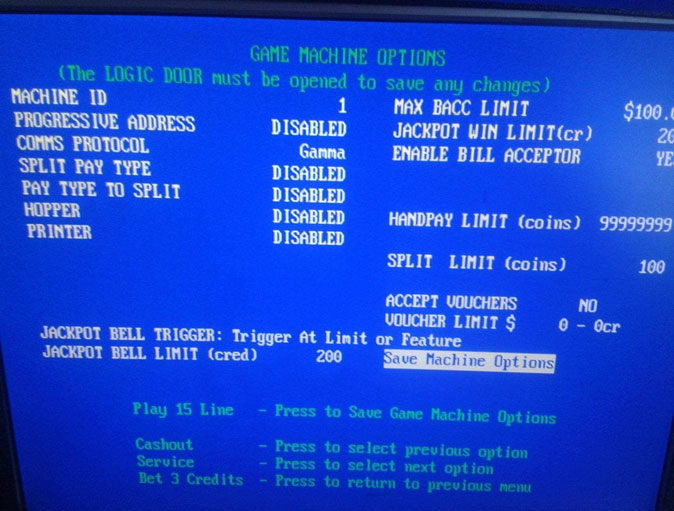 GAME MACHINE OPTIONS
(The LOGIC DOOR must be opened to save any changes)
MACHINE ID 1 MAX BACC LIMIT $100.
PROGRESSIVE ADDRESS DISABLED JACKPOT WIN LIMIT(cr) 20
COMMS PROTOCOL Gamma ENABLE BILL ACCEPTOR YE
SPLIT PAY TYPE DISABLED
PAY TYPE TO SPLIT DISABLED
HOPPER DISABLED HANDPAY LIMIT (coins) 99999999
PRINTER DISABLED
SPLIT LIMIT (coins) 100
ACCEPT VOUCHERS NO
VOUCHER LIMIT $ 0 - 0cr
JACKPOT BELL TRIGGER: Trigger At Limit or Feature
JACKPOT BELL LIMIT (cred) 200 Save Machine Options
Play 15 Line - Press to Save Game Machine Options
Cashout - Press to select previous option
Service - Press to select next option
Bet 3 Credits - Press to return to previous menu